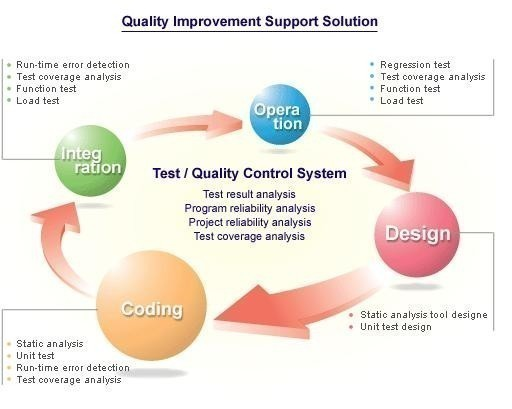 Quality Improvement Support Solution
Run-time error detection
Test coverage analysis
Function test
Load test
Regression test
Test coverage analysis
Function test
Load test
Opera
tion
Integ
ration
Test / Quality Control System
Test result analysis
Program reliability analysis
Project reliability analysis
Test coverage analysis
Design
Coding
Static analysis tool designe
Unit test design
Static analysis
Unit test
Run-time error detection
Test coverage analysis